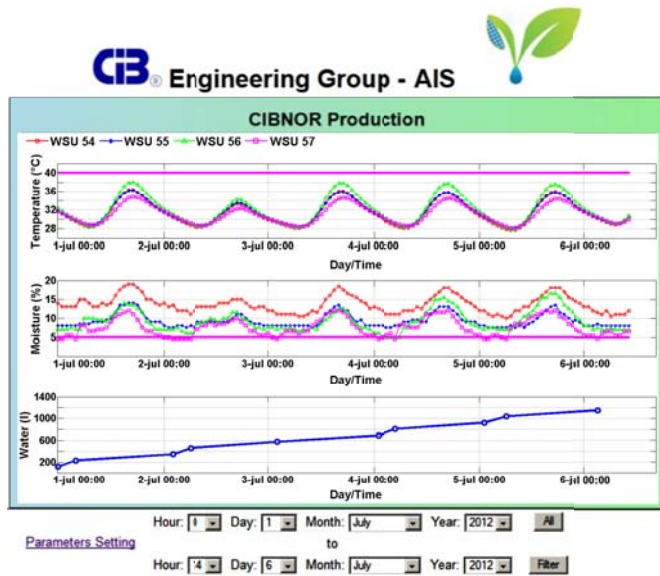 CiB ® Engineering Group - AIS
CIBNOR Production
WSU 54 WSU 55 WSU 56 WSU 57
Temperature (°C)
40
36
32
28
1-jul 00:00 2-jul 00:00 3-jul 00:00 4-jul 00:00 5-jul 00:00 6-jul 00:00
Day/Time
Moisture (%)
20
15
10
5
1-jul 00:00 2-jul 00:00 3-jul 00:00 4-jul 00:00 5-jul 00:00 6-jul 00:00
Day/Time
Water (l)
1400
1000
600
200
1-jul 00:00 2-jul 00:00 3-jul 00:00 4-jul 00:00 5-jul 00:00 6-jul 00:00
Day/Time
Hour: Day: 1 Month: July Year: 2012 All
Parameters Setting to
Hour: Day: 6 Month: July Year: 2012 Filter